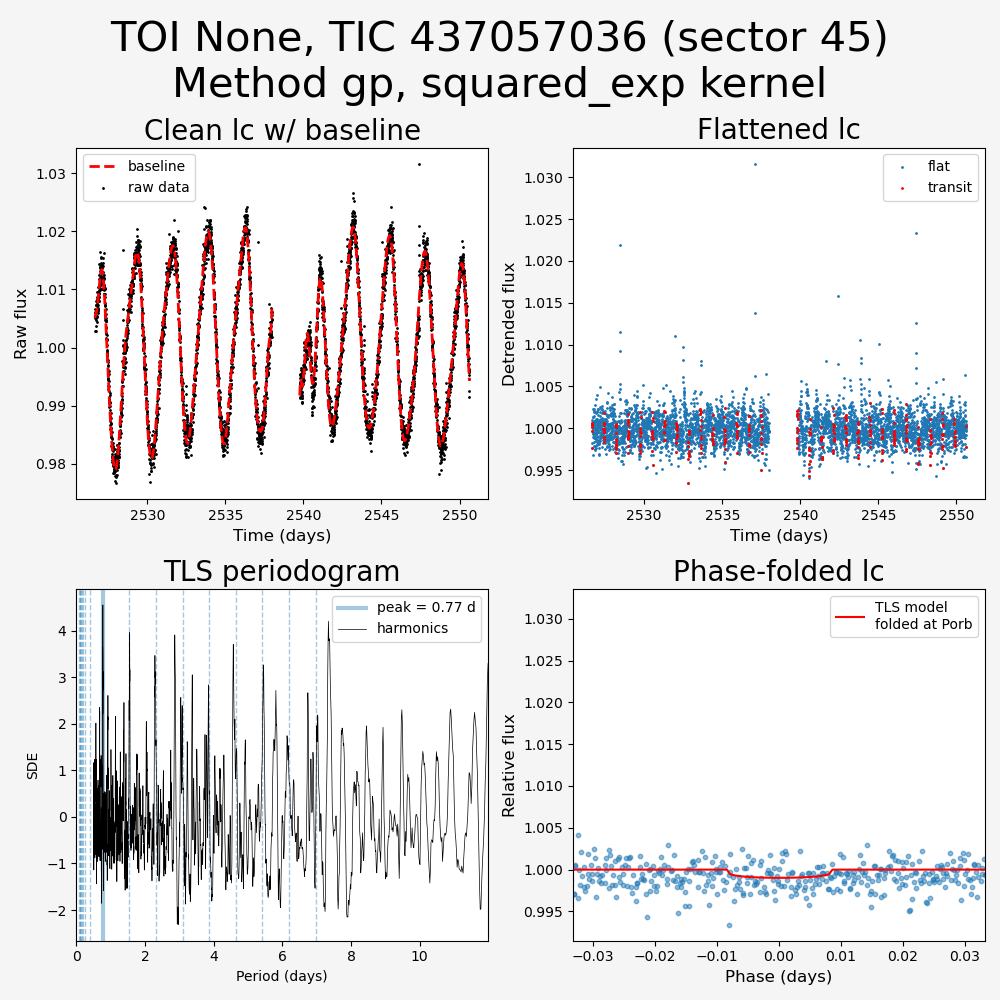 TOI None, TIC 437057036 (sector 45)
Method gp, squared_exp kernel
Clean lc w/ baseline
baseline
raw data
1.03
1.02
1.01
1.00
0.99
0.98
Raw flux
2530
2535
2540
2545
2550
Time (days)
Flattened lc
flat
transit
1.030
1.025
1.020
1.015
1.010
1.005
1.000
0.995
Detrended flux
2530
2535
2540
2545
2550
Time (days)
TLS periodogram
peak = 0.77 d
harmonics
4
3
2
1
0
−1
−2
SDE
0
2
4
6
8
10
Period (days)
Phase-folded lc
TLS model
folded at Porb
1.030
1.025
1.020
1.015
1.010
1.005
1.000
0.995
Relative flux
−0.03
−0.02
−0.01
0.00
0.01
0.02
0.03
Phase (days)